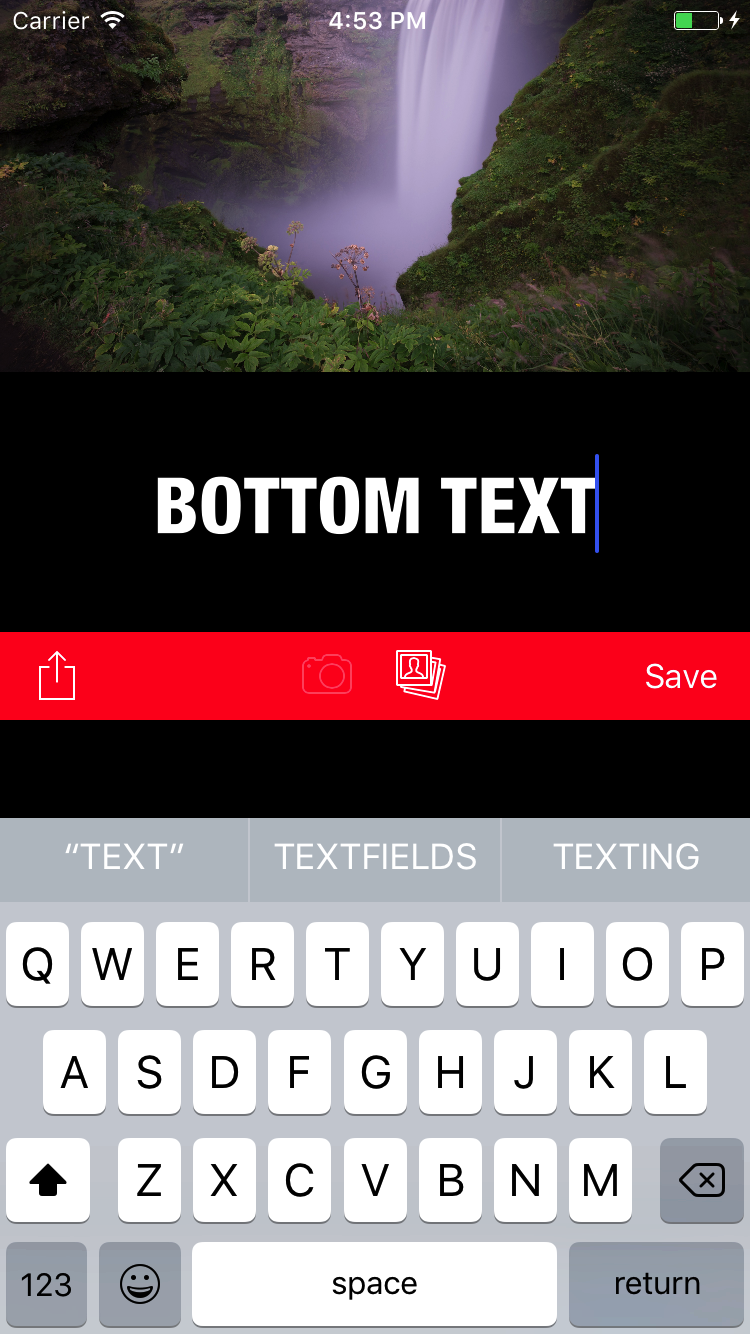 Carrier 4:53 PM
BOTTOM TEXT
Save
“TEXT” TEXTFIELDS TEXTING
Q W E R T Y U I O P
A S D F G H J K L
Z X C V B N M
123 space return